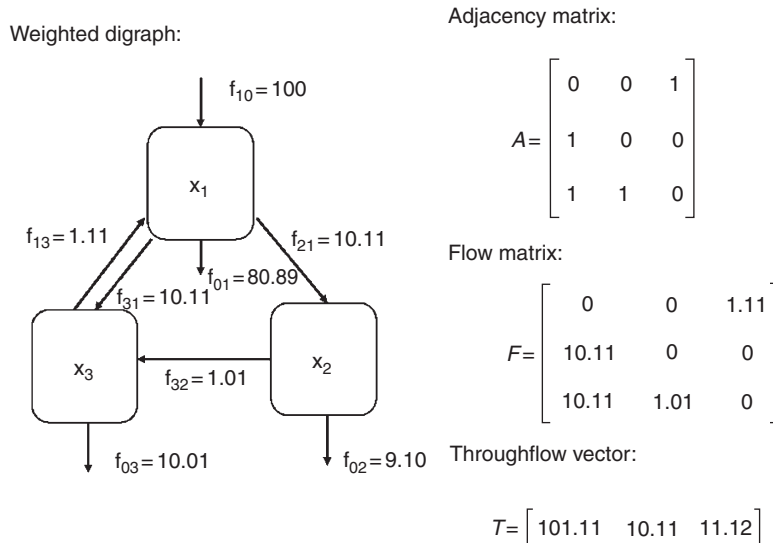 Weighted digraph:
f10 = 100
x1
f13 = 1.11
f21 = 10.11
f01 = 80.89
f31 = 10.11
x3
x2
f32 = 1.01
f03 = 10.01
f02 = 9.10
Adjacency matrix:
A =
0 0 1
1 0 0
1 1 0
Flow matrix:
F =
0 0 1.11
10.11 0 0
10.11 1.01 0
Throughflow vector:
T = [101.11 10.11 11.12]